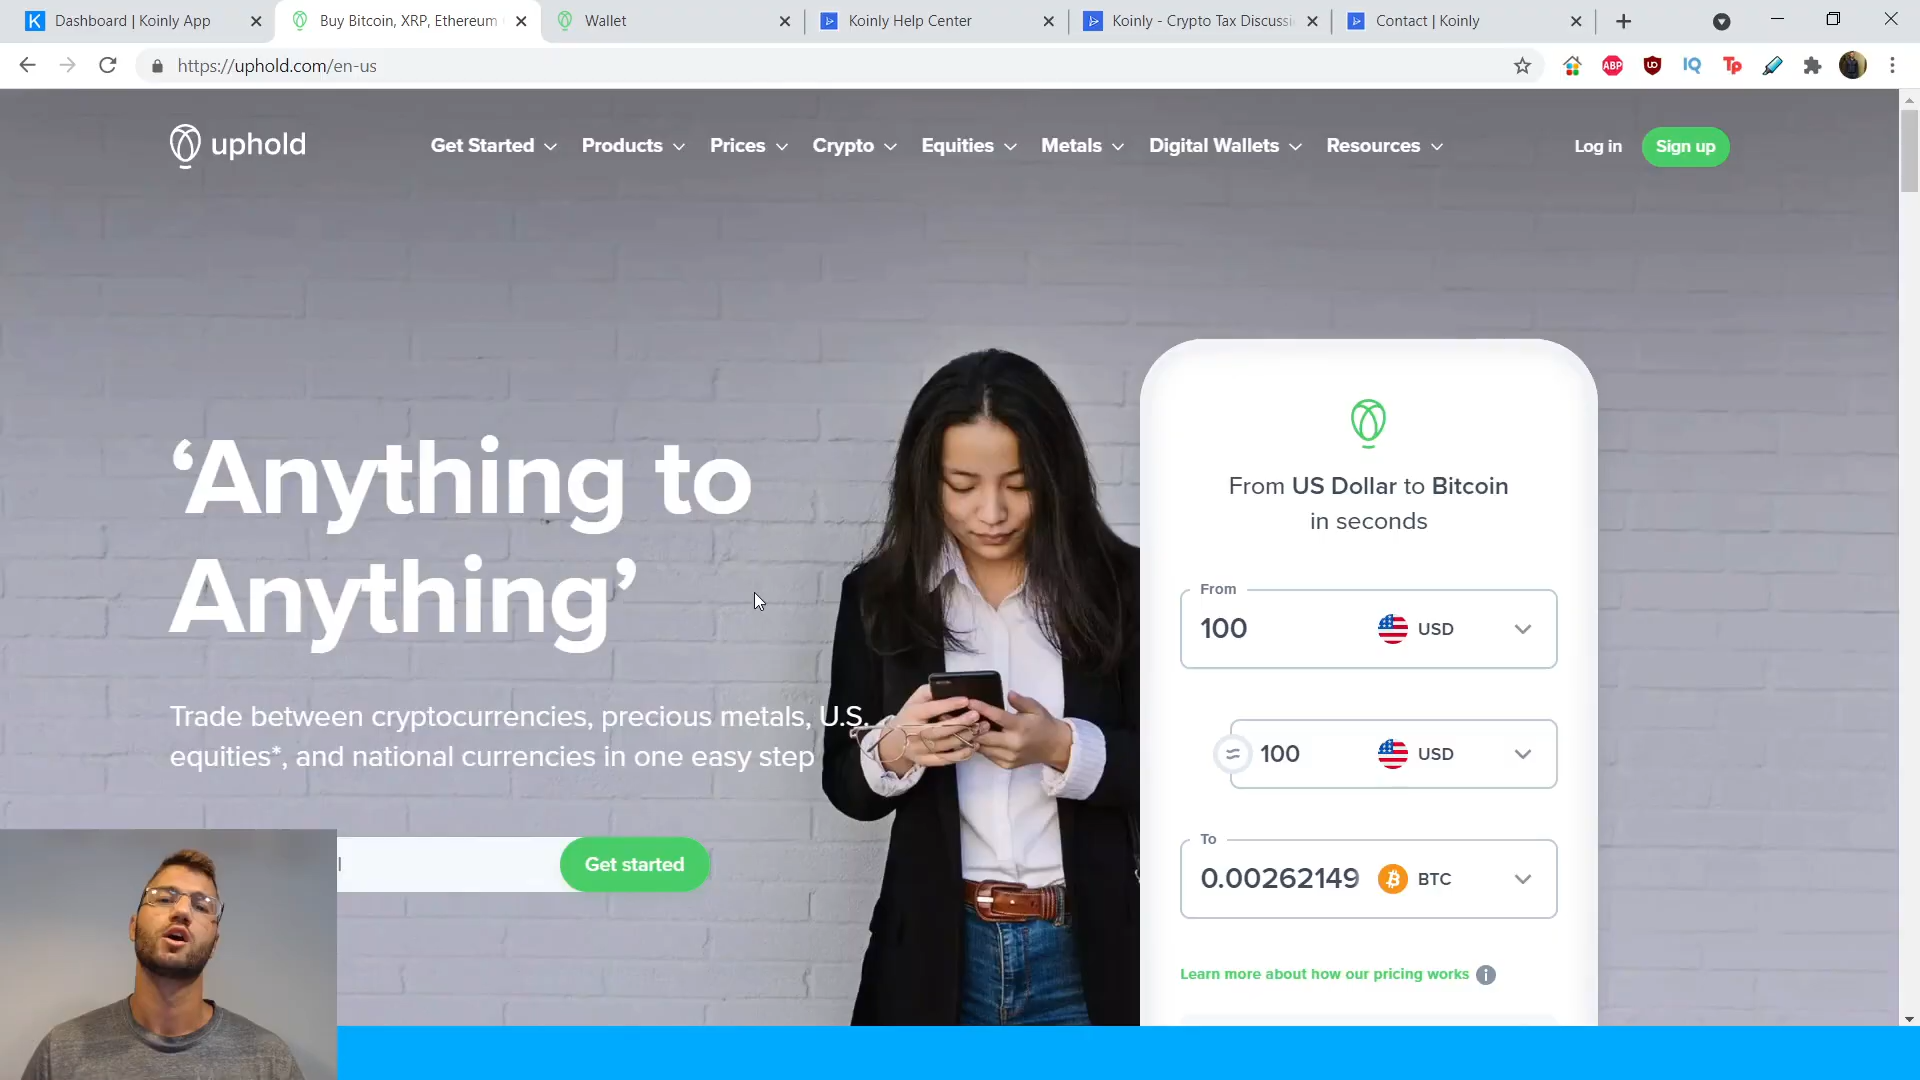 Dashboard | Koinly App
Buy Bitcoin, XRP, Ethereum
Wallet
Koinly Help Center
Koinly - Crypto Tax Discussi
Contact | Koinly
https://uphold.com/en-us
ABP
IQ
Tp
uphold
Get Started
Products
Prices
Crypto
Equities
Metals
Digital Wallets
Resources
Log in
Sign up
‘Anything to
Anything’
Trade between cryptocurrencies, precious metals, U.S.
equities*, and national currencies in one easy step
Get started
From US Dollar to Bitcoin
in seconds
From
100
USD
100
USD
To
0.00262149
BTC
Learn more about how our pricing works